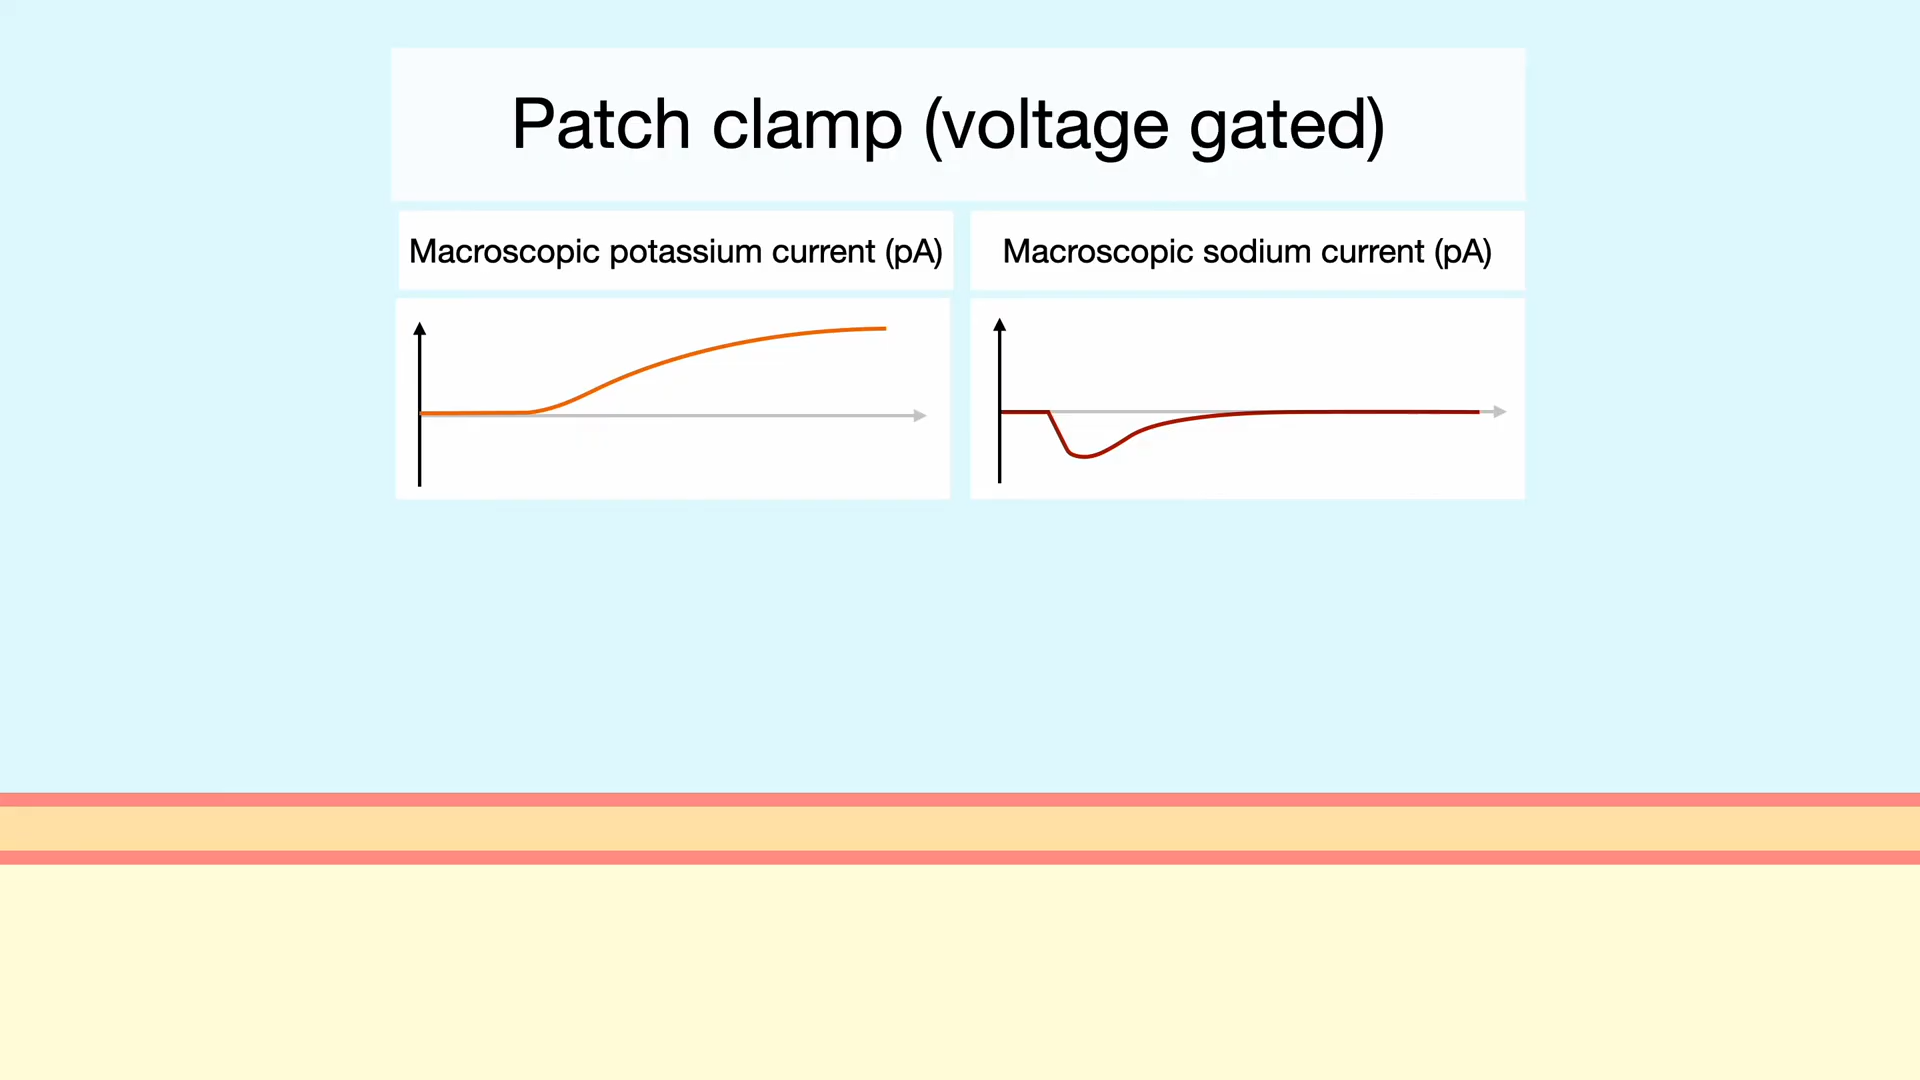 Patch clamp (voltage gated)
Macroscopic potassium current (pA)
Macroscopic sodium current (pA)